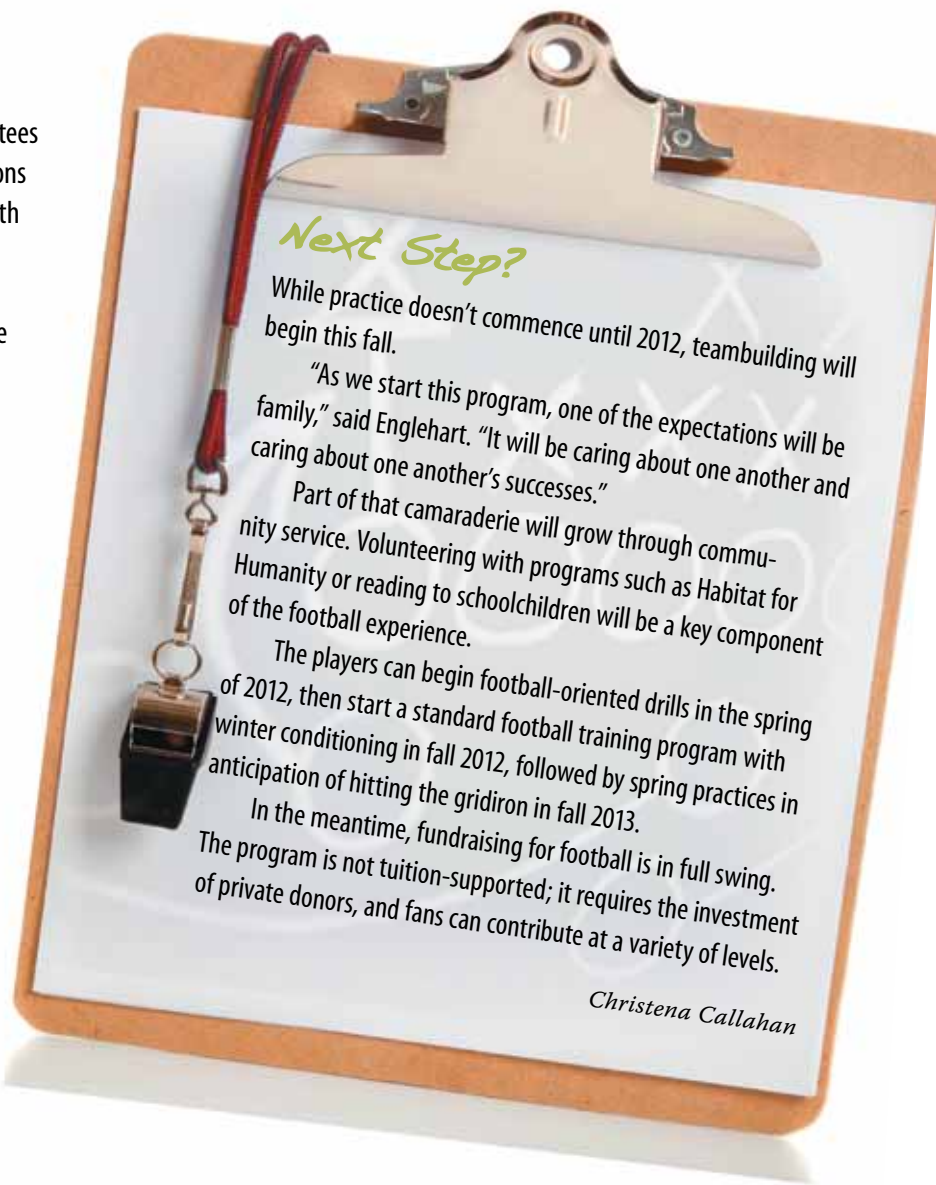 tees
ons
th
e
Next Step?
While practice doesn't commence until 2012, teambuilding will
begin this fall.
"As we start this program, one of the expectations will be
family," said Englehart. "It will be caring about one another and
caring about one another's successes."
Part of that camaraderie will grow through commu-
nity service. Volunteering with programs such as Habitat for
Humanity or reading to schoolchildren will be a key component
of the football experience.
The players can begin football-oriented drills in the spring
of 2012, then start a standard football training program with
winter conditioning in fall 2012, followed by spring practices in
anticipation of hitting the gridiron in fall 2013.
In the meantime, fundraising for football is in full swing.
The program is not tuition-supported; it requires the investment
of private donors, and fans can contribute at a variety of levels.
Christena Callahan